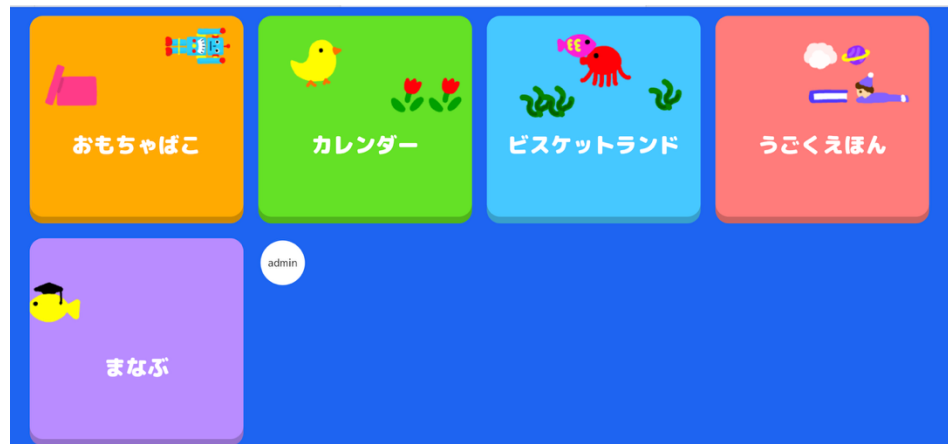 おもちゃばこ
カレンダー
ビスケットランド
うごくえほん
まなぶ
admin